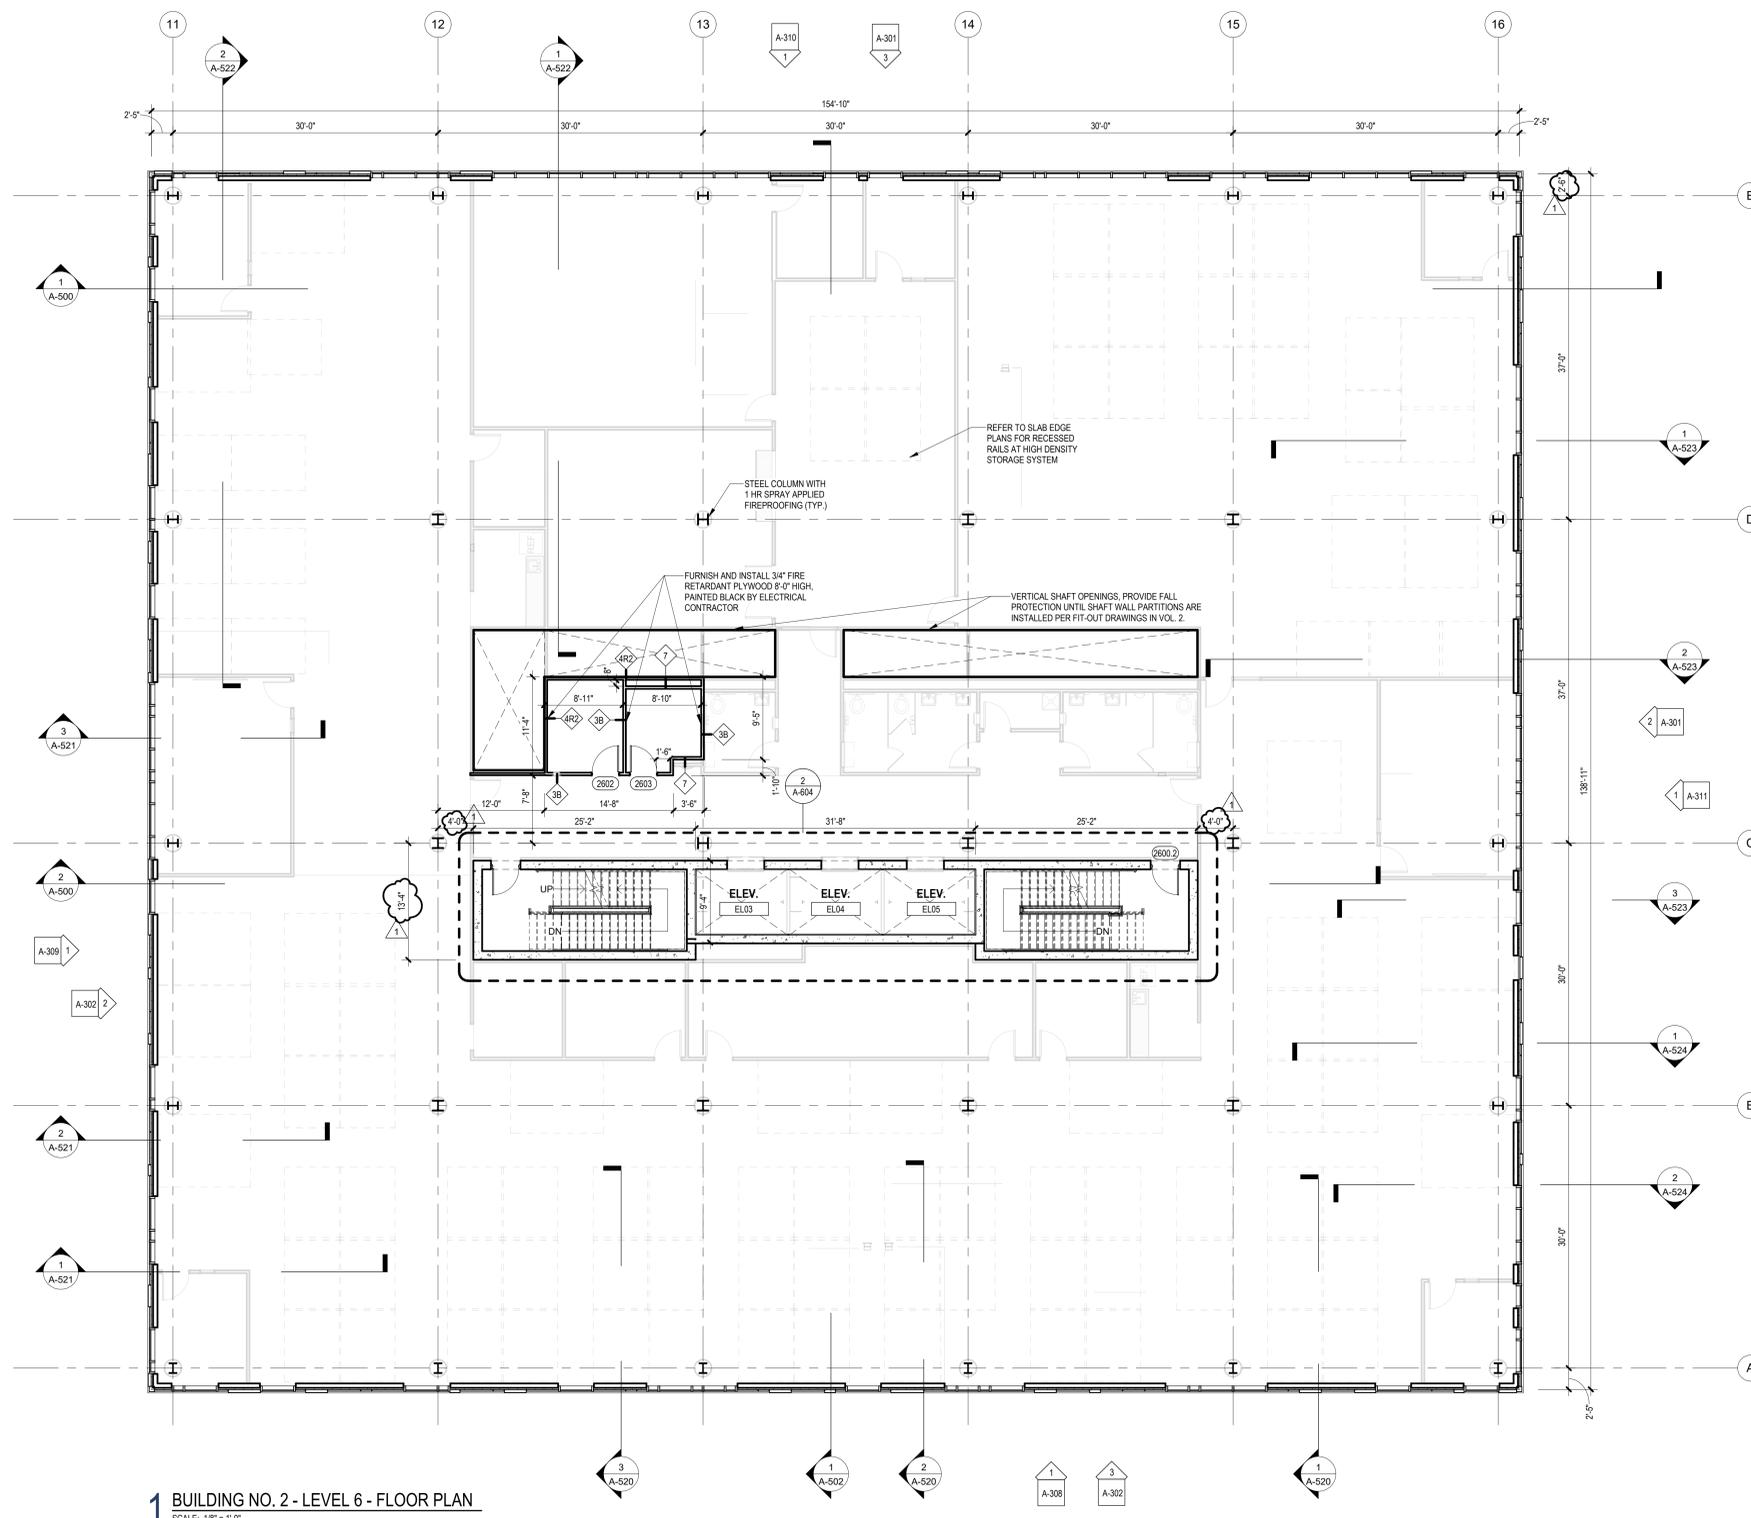 11
12
13
14
15
16
2
A-522
1
A-522
A-310
1
A-301
3
154'-10"
2'-5"
30'-0"
30'-0"
30'-0"
30'-0"
30'-0"
2'-5"
2'-6"
1
1
A-500
37'-0"
REFER TO SLAB EDGE
PLANS FOR RECESSED
RAILS AT HIGH DENSITY
STORAGE SYSTEM
1
A-523
STEEL COLUMN WITH
1 HR SPRAY APPLIED
FIREPROOFING (TYP.)
D
REF
FURNISH AND INSTALL 3/4" FIRE
RETARDANT PLYWOOD 8'-0" HIGH,
PAINTED BLACK BY ELECTRICAL
CONTRACTOR
VERTICAL SHAFT OPENINGS, PROVIDE FALL
PROTECTION UNTIL SHAFT WALL PARTITIONS ARE
INSTALLED PER FIT-OUT DRAWINGS IN VOL. 2.
2
A-523
4R2
7
8"
8'-11"
8'-10"
37'-0"
4R2
3B
3B
11'-4"
9'-5"
2
A-301
3
A-521
1'-6"
2602
2603
7
3B
1'-10"
2
A-604
138'-11"
1
A-311
7'-8"
12'-0"
14'-8"
3'-6"
1
1
4'-0"
25'-2"
31'-8"
25'-2"
4'-0"
C
2600.2
2
A-500
13'-4"
1
UP
DN
9'-4"
ELEV.
EL03
ELEV.
EL04
ELEV.
EL05
DN
3
A-523
A-309
1
A-302
2
30'-0"
1
A-524
B
2
A-521
2
A-524
30'-0"
1
A-521
A
2'-5"
3
A-520
1
A-502
2
A-520
1
A-308
3
A-302
1
A-520
1
BUILDING NO. 2 - LEVEL 6 - FLOOR PLAN
SCALE: 1/8" = 1'-0"